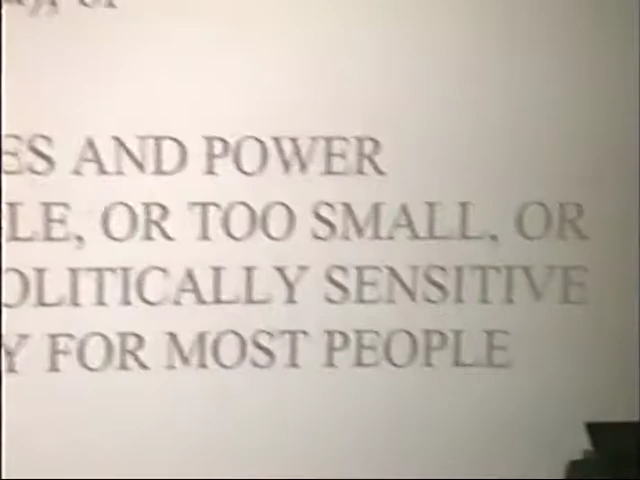 ES AND POWER
LE, OR TOO SMALL, OR
OLITICALLY SENSITIVE
Y FOR MOST PEOPLE